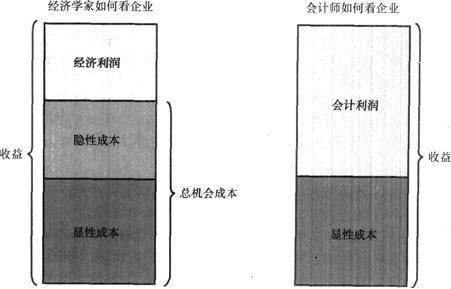 经济学家如何看企业
会计师如何看企业
经济利润
隐性成本
显性成本
收益
总机会成本
会计利润
显性成本
收益